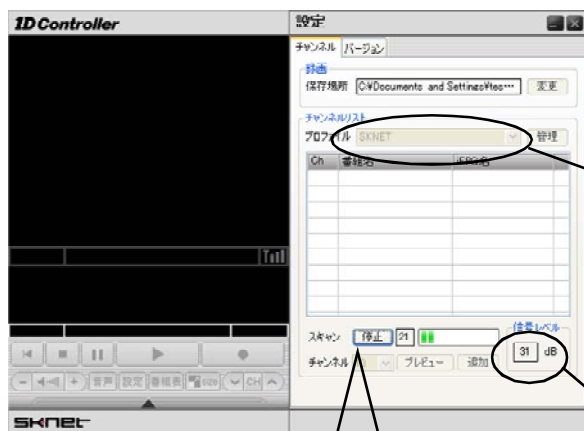 1D Controller
設定
チャンネル バージョン
録画
保存場所 C:¥Documents and Settings¥tes… 変更
チャンネルリスト
プロファイル SKNET 管理
Ch 番組名
スキャン 停止 21
信号レベル
31 dB
チャンネル プレビュー 追加
音声 設定 番組表 size CH
SKNET